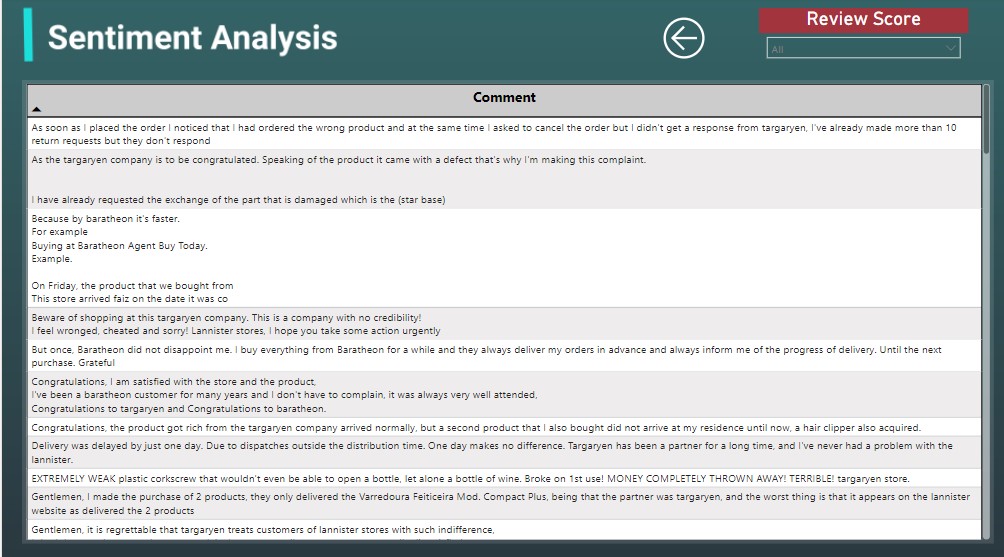 Sentiment Analysis
Review Score
All
Comment
As soon as I placed the order I noticed that I had ordered the wrong product and at the same time I asked to cancel the order but I didn't get a response from targaryen, I've already made more than 10
return requests but they don't respond
As the targaryen company is to be congratulated. Speaking of the product it came with a defect that's why I'm making this complaint.
I have already requested the exchange of the part that is damaged which is the (star base)
Because by baratheon it's faster.
For example
Buying at Baratheon Agent Buy Today.
Example.
On Friday, the product that we bought from
This store arrived faiz on the date it was co
Beware of shopping at this targaryen company. This is a company with no credibility!
I feel wronged, cheated and sorry! Lannister stores, I hope you take some action urgently
But once, Baratheon did not disappoint me. I buy everything from Baratheon for a while and they always deliver my orders in advance and always inform me of the progress of delivery. Until the next
purchase. Grateful
Congratulations, I am satisfied with the store and the product,
I've been a baratheon customer for many years and I don't have to complain, it was always very well attended,
Congratulations to targaryen and Congratulations to baratheon.
Congratulations, the product got rich from the targaryen company arrived normally, but a second product that I also bought did not arrive at my residence until now, a hair clipper also acquired.
Delivery was delayed by just one day. Due to dispatches outside the distribution time. One day makes no difference. Targaryen has been a partner for a long time, and I've never had a problem with the
lannister.
EXTREMELY WEAK plastic corkscrew that wouldn't even be able to open a bottle, let alone a bottle of wine. Broke on 1st use! MONEY COMPLETELY THROWN AWAY! TERRIBLE! targaryen store.
Gentlemen, I made the purchase of 2 products, they only delivered the Varredoura Feiticeira Mod. Compact Plus, being that the partner was targaryen, and the worst thing is that it appears on the lannister
website as delivered the 2 products
Gentlemen, it is regrettable that targaryen treats customers of lannister stores with such indifference,